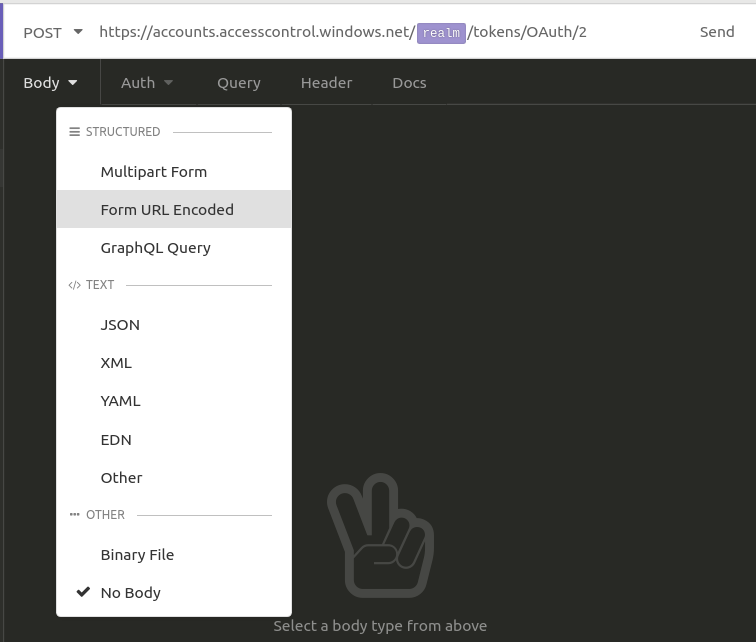 POST https://accounts.accesscontrol.windows.net/ realm /tokens/OAuth/2 Send
Body Auth Query Header Docs
STRUCTURED
Multipart Form
Form URL Encoded
GraphQL Query
</> TEXT
JSON
XML
YAML
EDN
Other
OTHER
Binary File
No Body
Select a body type from above